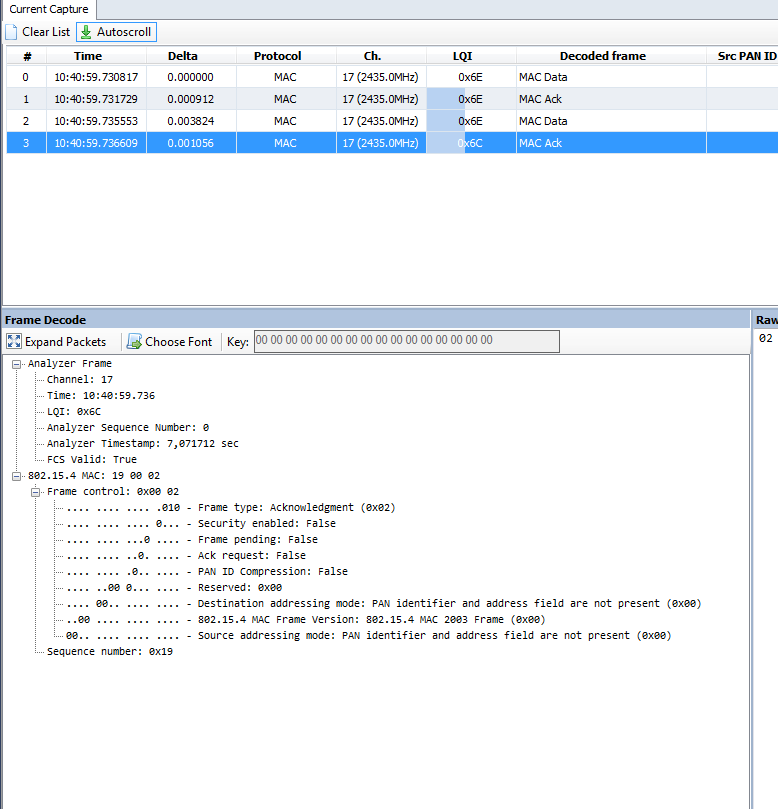 Current Capture
Clear List Autoscroll
# Time Delta Protocol Ch. LQI Decoded frame Src PAN ID
0 10:40:59.730817 0.000000 MAC 17 (2435.0MHz) 0x6E MAC Data
1 10:40:59.731729 0.000912 MAC 17 (2435.0MHz) 0x6E MAC Ack
2 10:40:59.735553 0.003824 MAC 17 (2435.0MHz) 0x6E MAC Data
3 10:40:59.736609 0.001056 MAC 17 (2435.0MHz) 0x6C MAC Ack
Frame Decode Raw
Expand Packets Choose Font Key: 00 00 00 00 00 00 00 00 00 00 00 00 00 00 00 00 02
Analyzer Frame
Channel: 17
Time: 10:40:59.736
LQI: 0x6C
Analyzer Sequence Number: 0
Analyzer Timestamp: 7,071712 sec
FCS Valid: True
802.15.4 MAC: 19 00 02
Frame control: 0x00 02
.... .... .... .010 - Frame type: Acknowledgment (0x02)
.... .... .... 0... - Security enabled: False
.... .... ...0 .... - Frame pending: False
.... .... ..0. .... - Ack request: False
.... .... .0.. .... - PAN ID Compression: False
.... ..00 0... .... - Reserved: 0x00
.... 00.. .... .... - Destination addressing mode: PAN identifier and address field are not present (0x00)
..00 .... .... .... - 802.15.4 MAC Frame Version: 802.15.4 MAC 2003 Frame (0x00)
00.. .... .... .... - Source addressing mode: PAN identifier and address field are not present (0x00)
Sequence number: 0x19